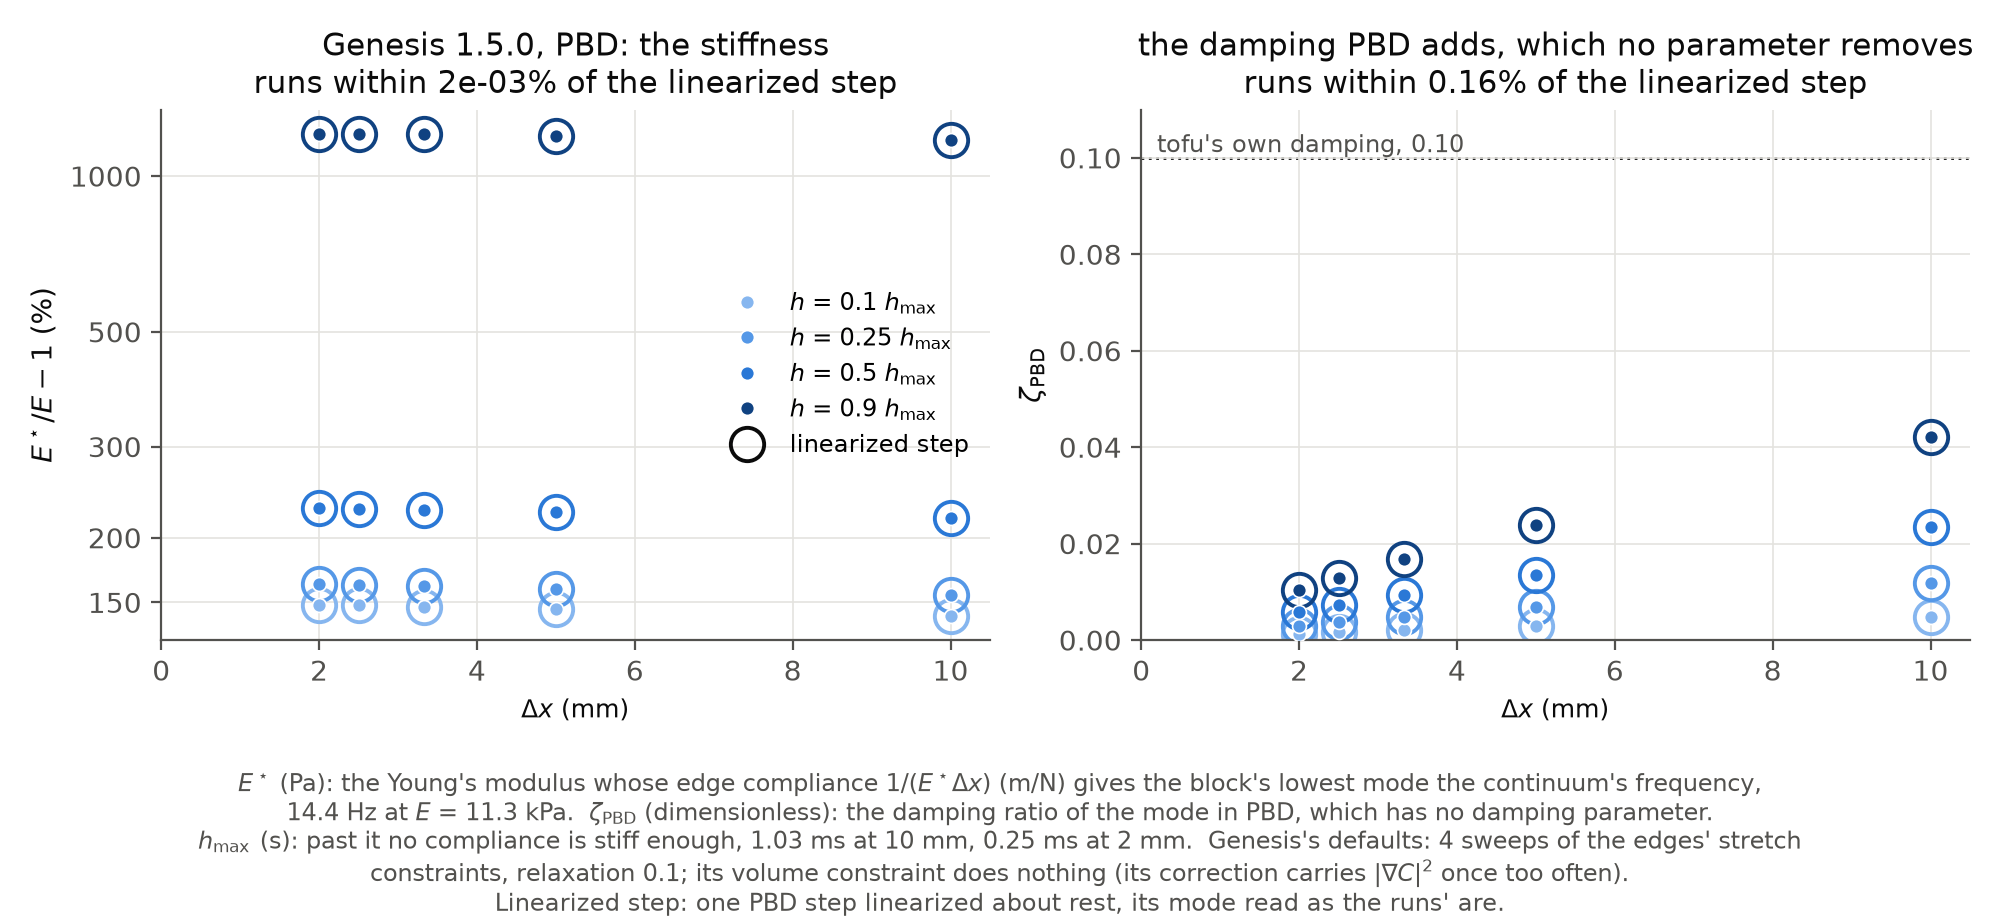 Genesis 1.5.0, PBD: the stiffness
runs within 2e-03% of the linearized step
1000
500
300
200
150
E⋆/E − 1 (%)
0 2 4 6 8 10
Δx (mm)
h = 0.1 hmax
h = 0.25 hmax
h = 0.5 hmax
h = 0.9 hmax
linearized step
the damping PBD adds, which no parameter removes
runs within 0.16% of the linearized step
tofu's own damping, 0.10
0.10
0.08
0.06
0.04
0.02
0.00
ζPBD
0 2 4 6 8 10
Δx (mm)
E⋆ (Pa): the Young's modulus whose edge compliance 1/(E⋆Δx) (m/N) gives the block's lowest mode the continuum's frequency,
14.4 Hz at E = 11.3 kPa. ζPBD (dimensionless): the damping ratio of the mode in PBD, which has no damping parameter.
hmax (s): past it no compliance is stiff enough, 1.03 ms at 10 mm, 0.25 ms at 2 mm. Genesis's defaults: 4 sweeps of the edges' stretch
constraints, relaxation 0.1; its volume constraint does nothing (its correction carries |∇C|² once too often).
Linearized step: one PBD step linearized about rest, its mode read as the runs' are.